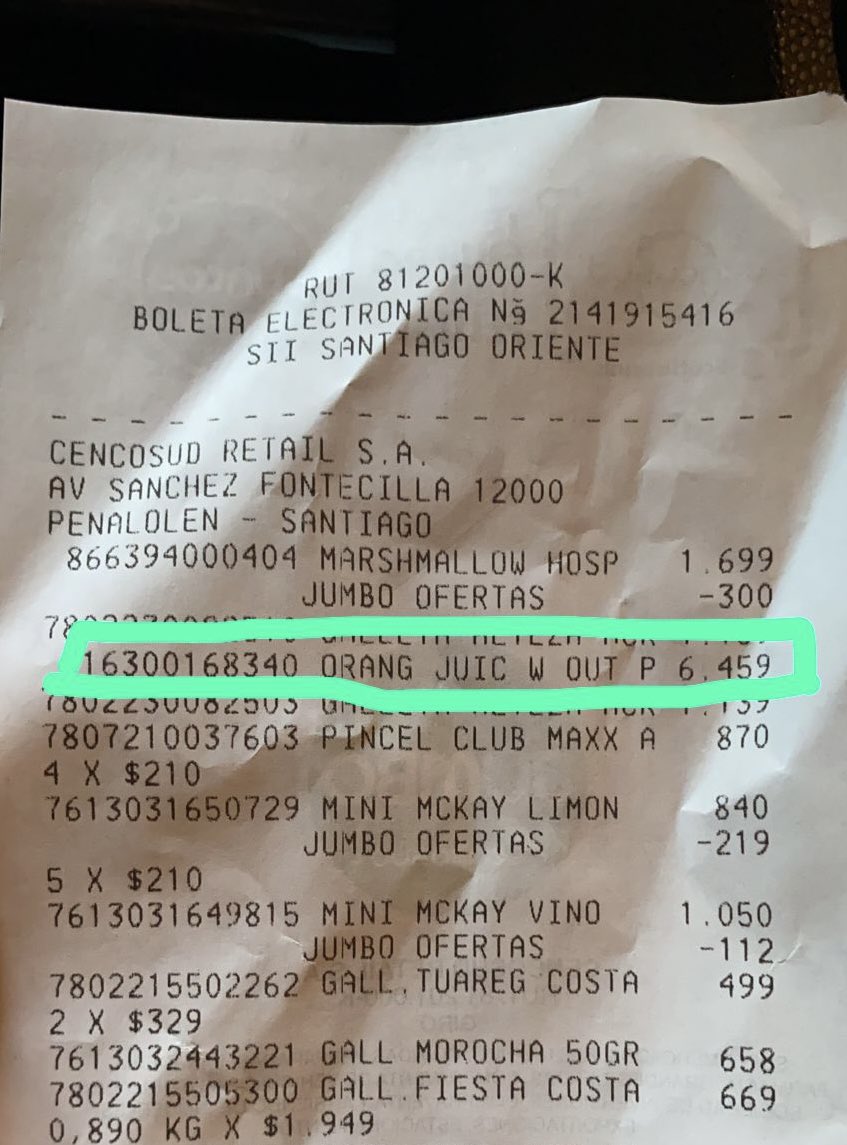 RUT 81201000-K
BOLETA ELECTRONICA Nº 2141915416
SII SANTIAGO ORIENTE
CENCOSUD RETAIL S.A.
AV SANCHEZ FONTECILLA 12000
PENALOLEN - SANTIAGO
866394000404 MARSHMALLOW HOSP 1.699
JUMBO OFERTAS -300
16300168340 ORANG JUIC W OUT P 6.459
7802230082503
7807210037603 PINCEL CLUB MAXX A 870
4 X $210
7613031650729 MINI MCKAY LIMON 840
JUMBO OFERTAS -219
5 X $210
7613031649815 MINI MCKAY VINO 1.050
JUMBO OFERTAS -112
7802215502262 GALL.TUAREG COSTA 499
2 X $329
7613032443221 GALL MOROCHA 50GR 658
7802215505300 GALL.FIESTA COSTA 669
0,890 KG X $1.949